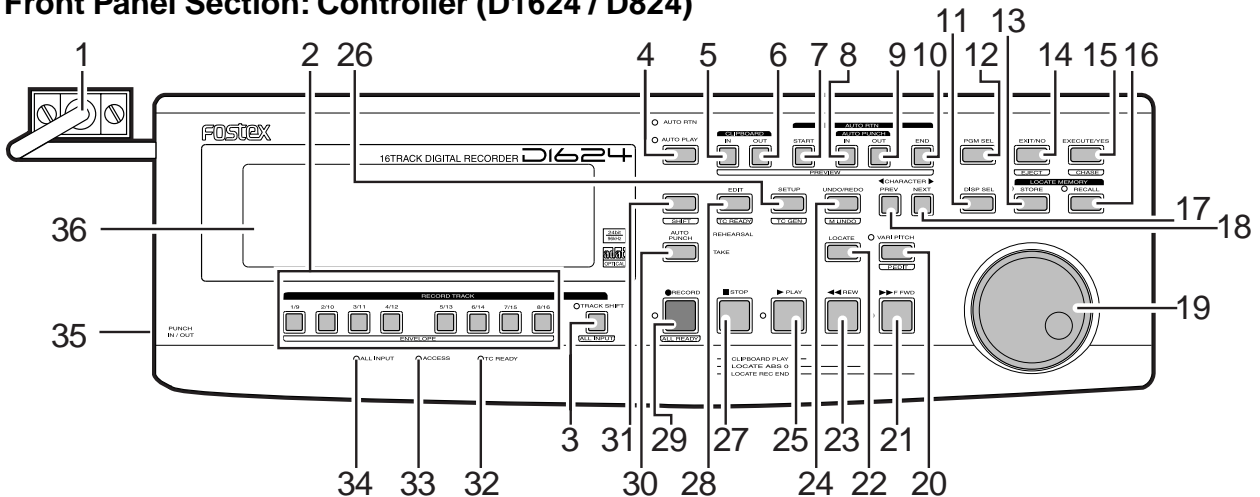 Front Panel Section: Controller (D1624 / D824)
11 13
1 2 26 4 5 6 7 8 9 10 12 14 15 16
FOSTEX
16TRACK DIGITAL RECORDER D1624
AUTO RTN
AUTO PLAY
CLIPBOARD
IN OUT START
AUTO RTN
AUTO PUNCH
IN OUT END
PREVIEW
PGM SEL EXIT/NO EXECUTE/YES
EJECT CHASE
◀CHARACTER▶
PREV NEXT
DISP SEL
LOCATE MEMORY
STORE RECALL
SHIFT
EDIT
TC READY
SETUP
TC GEN
UNDO/REDO
M.UNDO
17
18
36
AUTO PUNCH
REHEARSAL
TAKE
LOCATE
VARI PITCH
P.EDIT
OPTICAL
RECORD TRACK
1/9 2/10 3/11 4/12 5/13 6/14 7/15 8/16
TRACK SHIFT
ENVELOPE
ALL INPUT
●RECORD
ALL READY
■STOP ▶PLAY ◀◀REW ▶▶F FWD
19
35
PUNCH IN / OUT
ALL INPUT ACCESS TC READY
CLIPBOARD PLAY
LOCATE ABS 0
LOCATE REC END
3 31 29 27 25 23 21
34 33 32 30 28 24 22 20